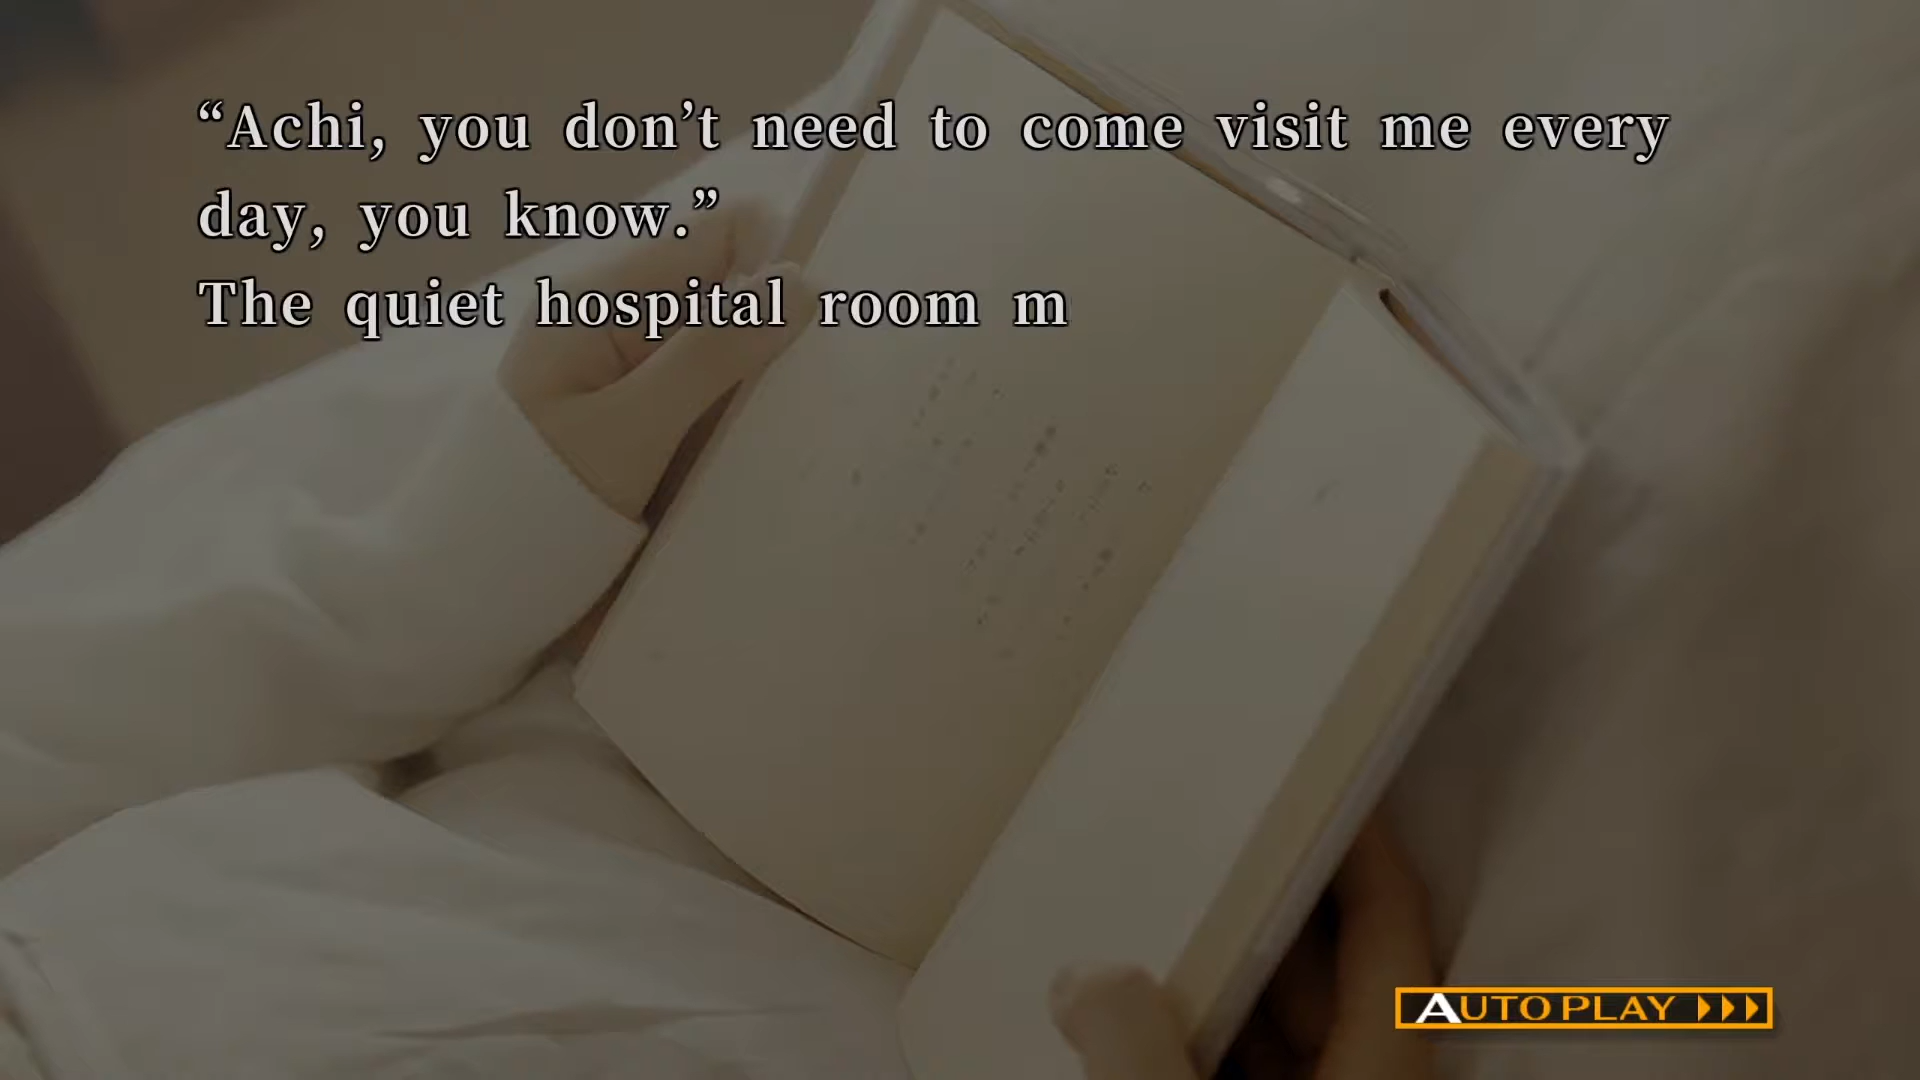 “Achi, you don’t need to come visit me every
day, you know.”
The quiet hospital room m
AUTO PLAY